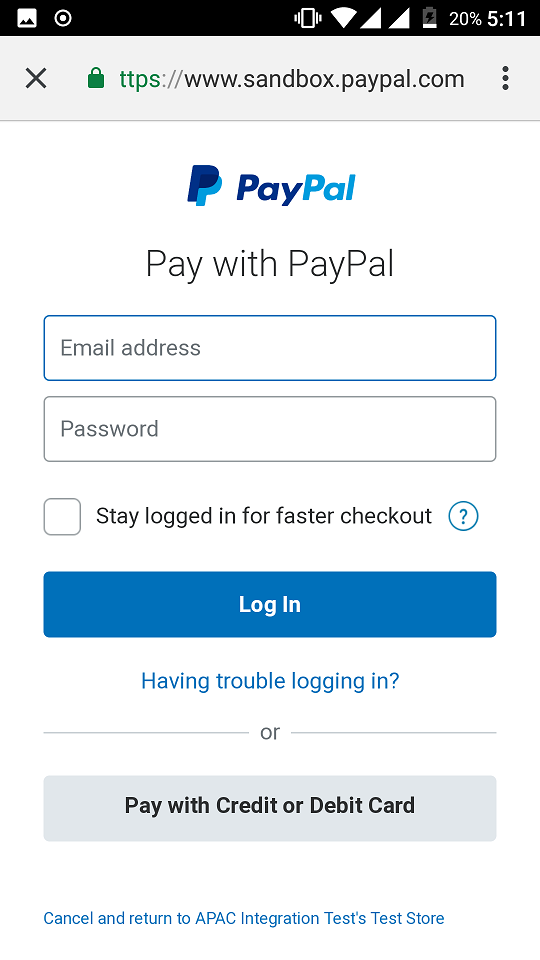 20% 5:11
ttps://www.sandbox.paypal.com
PayPal
Pay with PayPal
Email address
Password
Stay logged in for faster checkout ?
Log In
Having trouble logging in?
or
Pay with Credit or Debit Card
Cancel and return to APAC Integration Test's Test Store